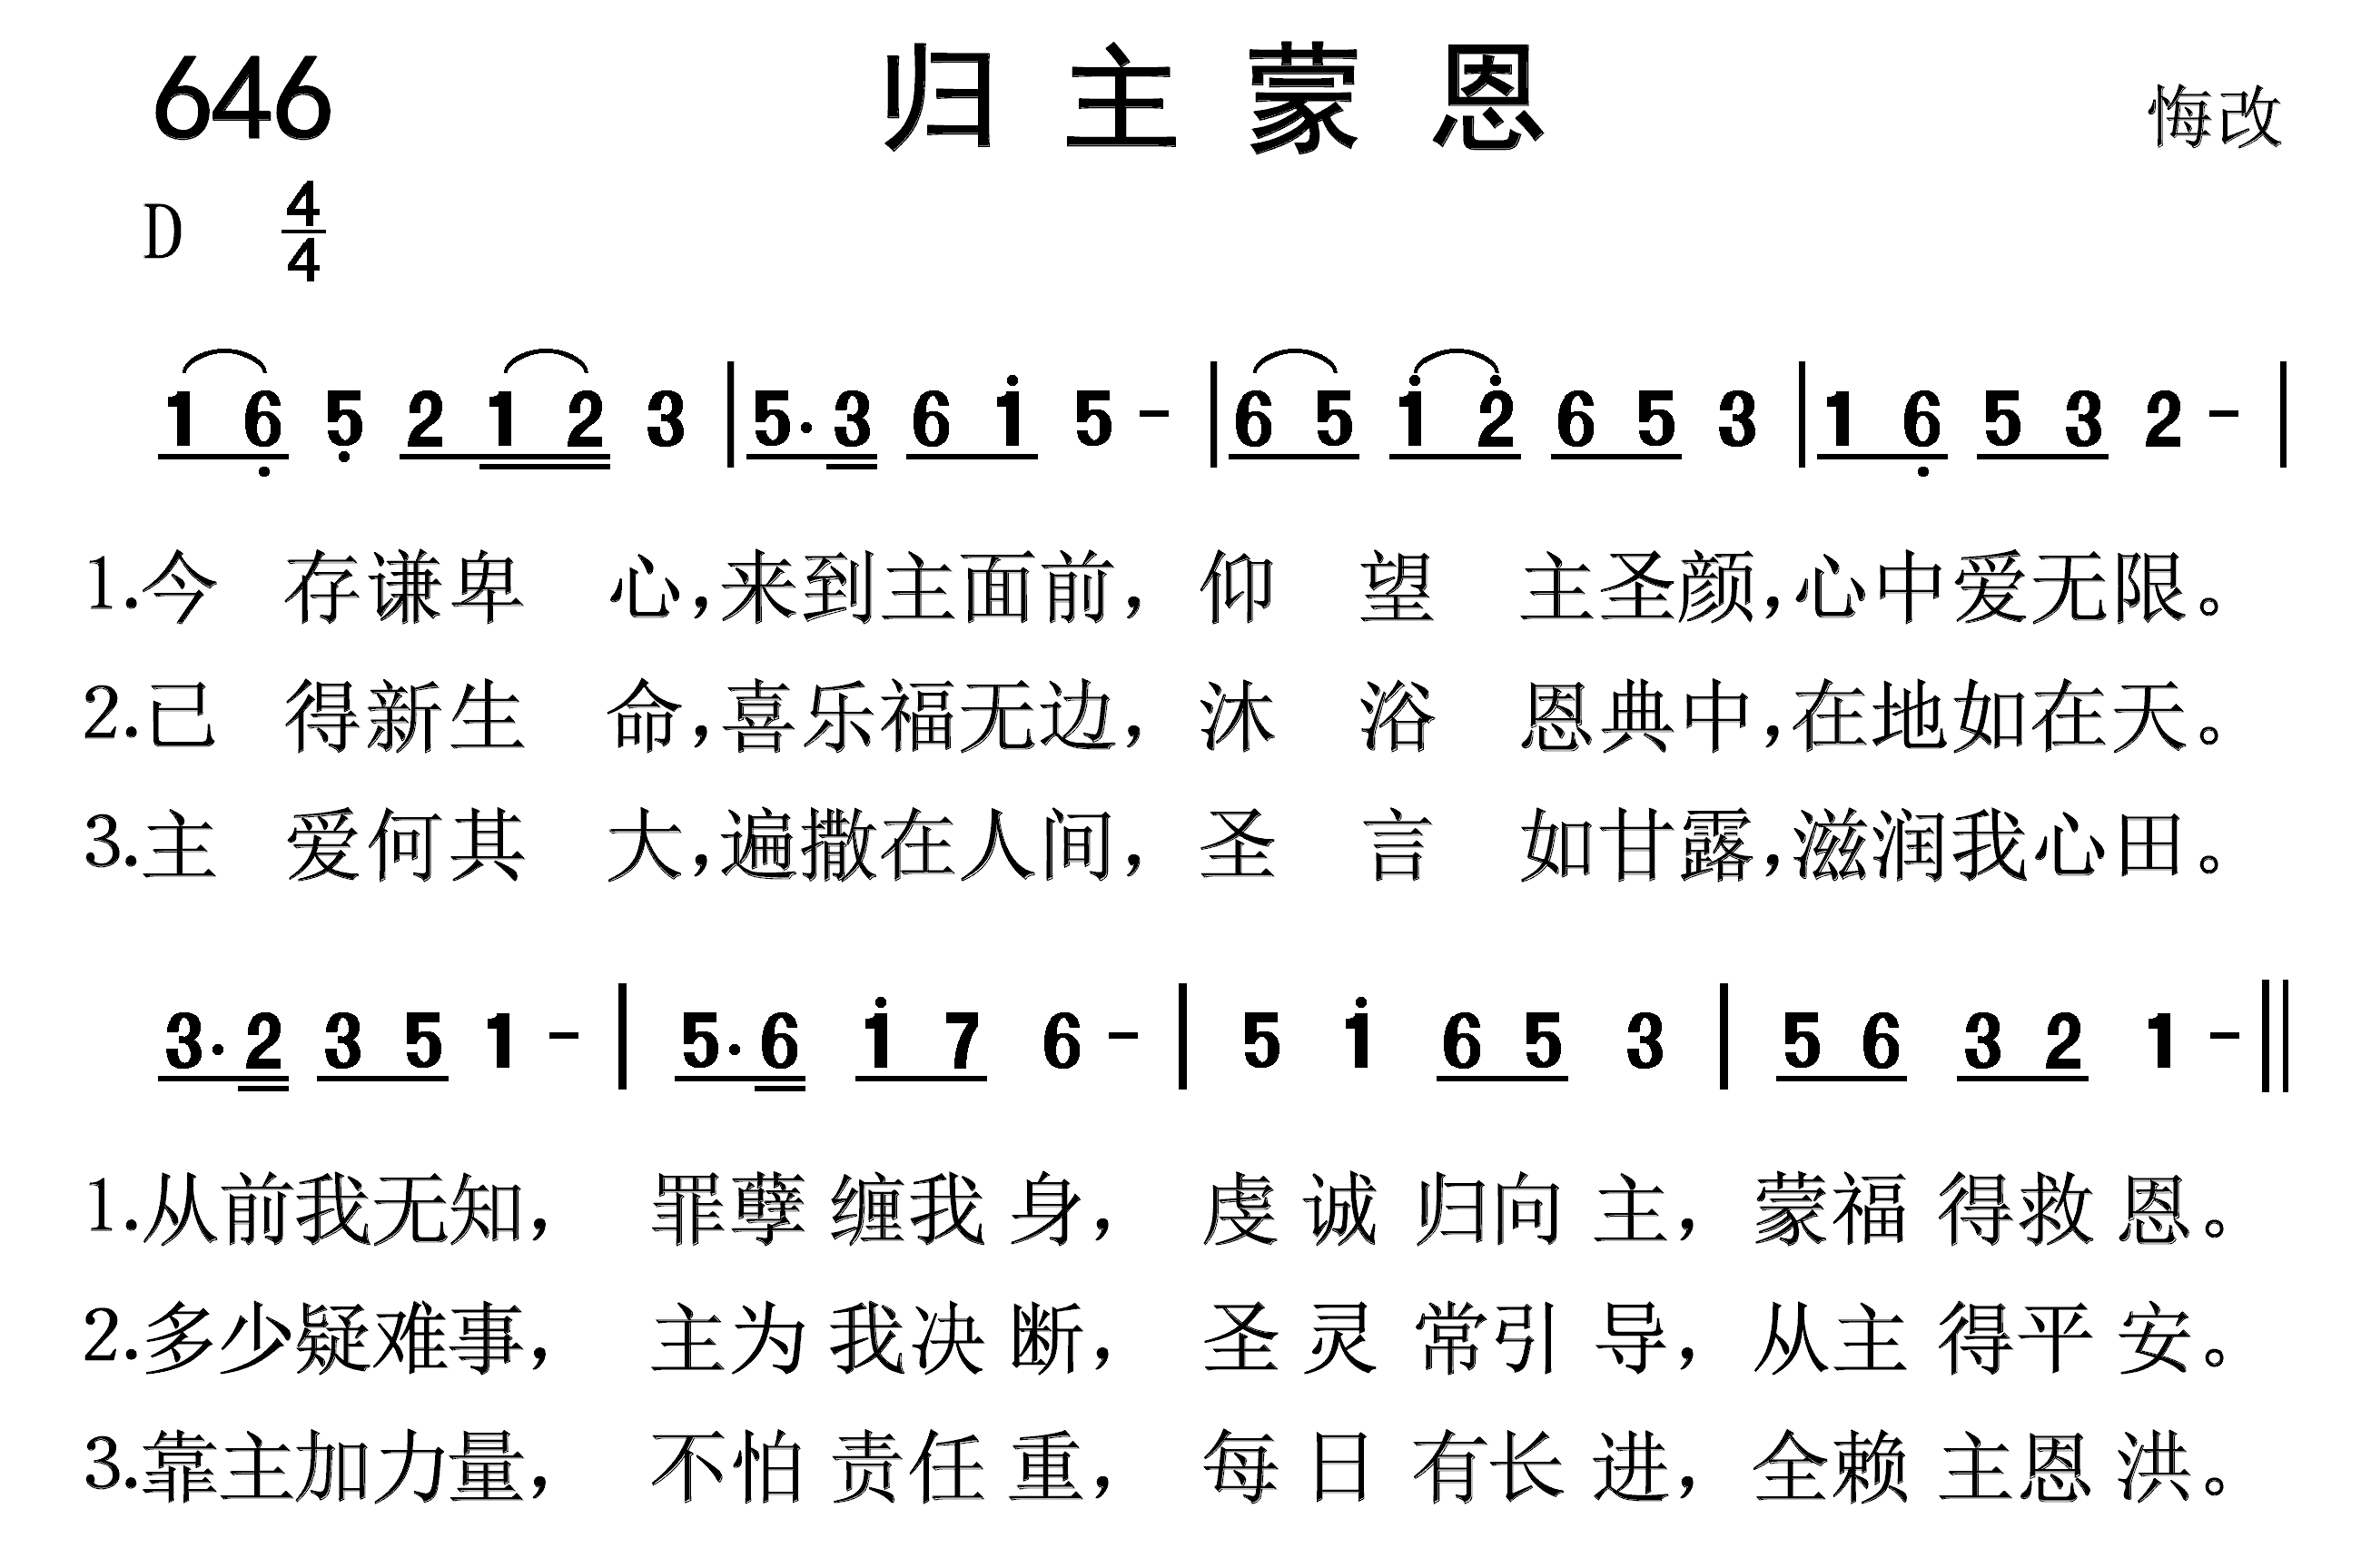 646 归主蒙恩 悔改
D 4/4
1 6̣ 5̣ 2 1 2 3 | 5. 3 6 1̇ 5 - | 6 5 1̇ 2̇ 6 5 3 | 1 6̣ 5 3 2 - |
1.今存谦卑心,来到主面前,仰望主圣颜,心中爱无限。
2.已得新生命,喜乐福无边,沐浴恩典中,在地如在天。
3.主爱何其大,遍撒在人间,圣言如甘露,滋润我心田。
3. 2 3 5 1 - | 5. 6 1̇ 7 6 - | 5 1̇ 6 5 3 | 5 6 3 2 1 - ||
1.从前我无知,罪孽缠我身,虔诚归向主,蒙福得救恩。
2.多少疑难事,主为我决断,圣灵常引导,从主得平安。
3.靠主加力量,不怕责任重,每日有长进,全赖主恩洪。